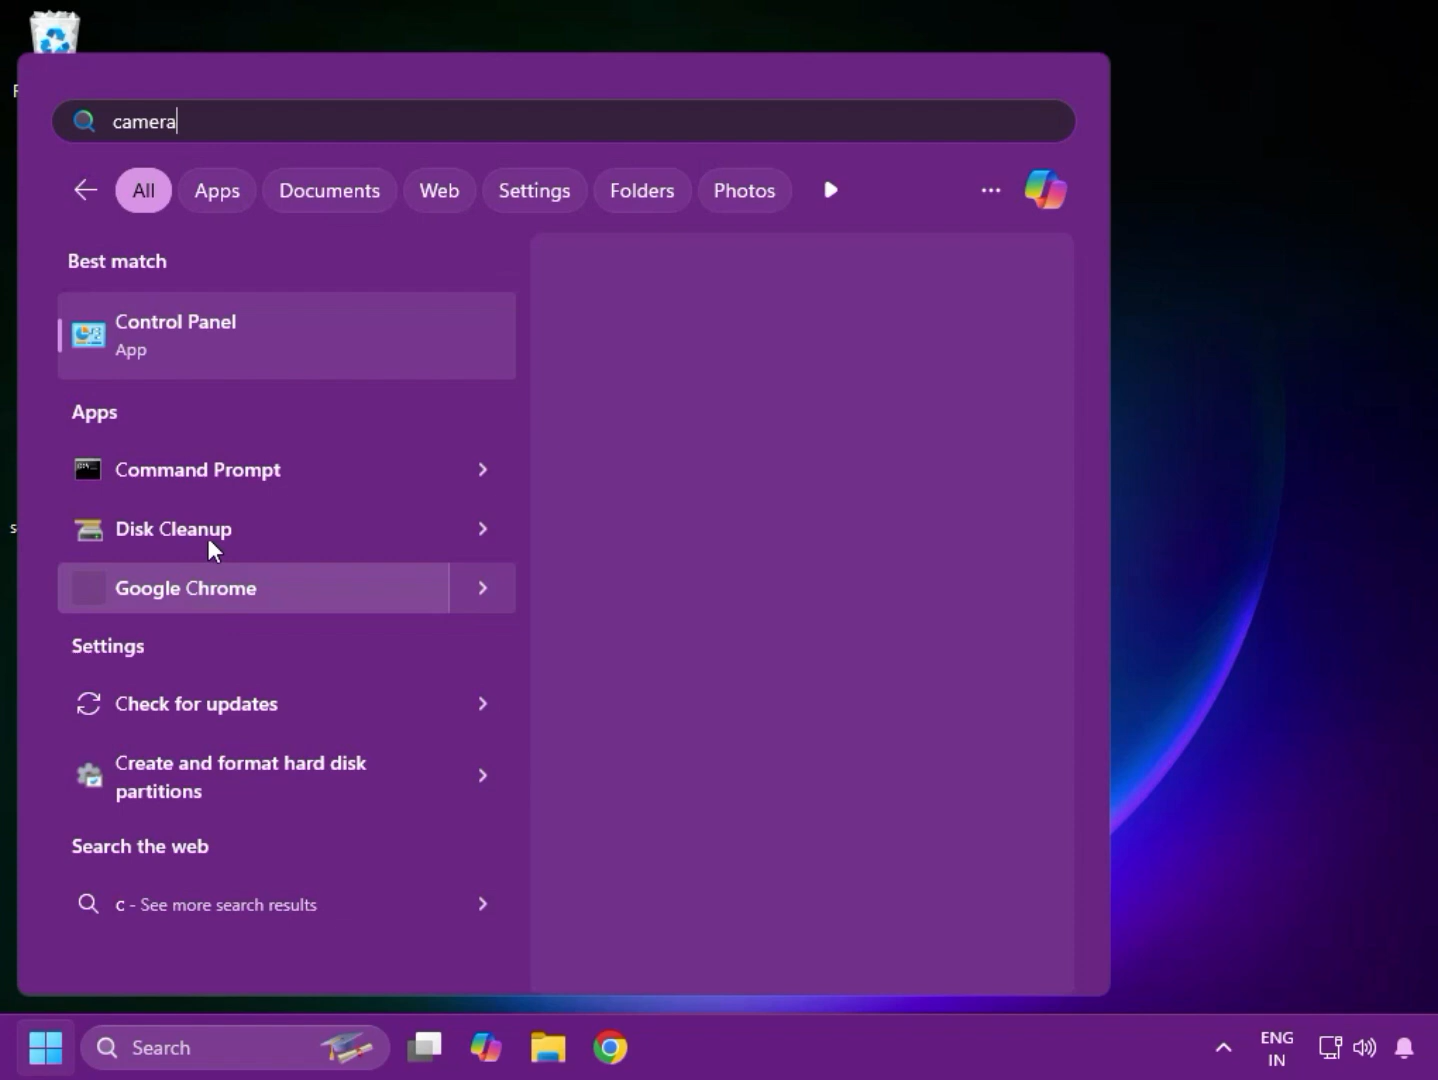 camera
All Apps Documents Web Settings Folders Photos
Best match
Control Panel
App
Apps
Command Prompt
Disk Cleanup
Google Chrome
Settings
Check for updates
Create and format hard disk
partitions
Search the web
c - See more search results
Search
ENG
IN